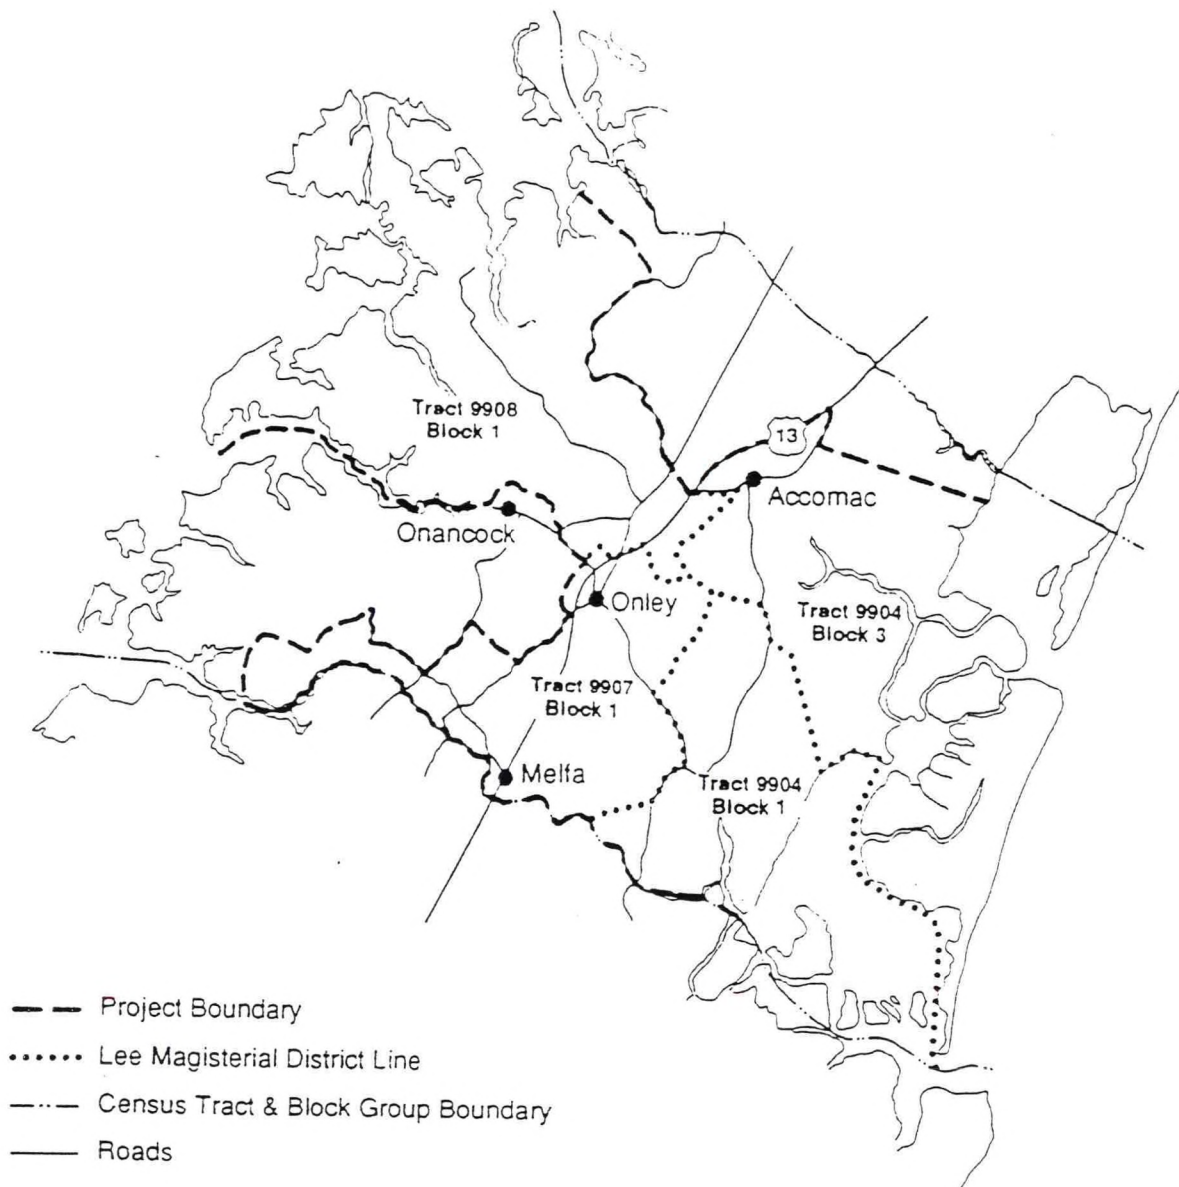 Tract 9908
Block 1
13
Accomac
Onancock
Onley
Tract 9904
Block 3
Tract 9907
Block 1
Melfa
Tract 9904
Block 1
Project Boundary
Lee Magisterial District Line
Census Tract & Block Group Boundary
Roads